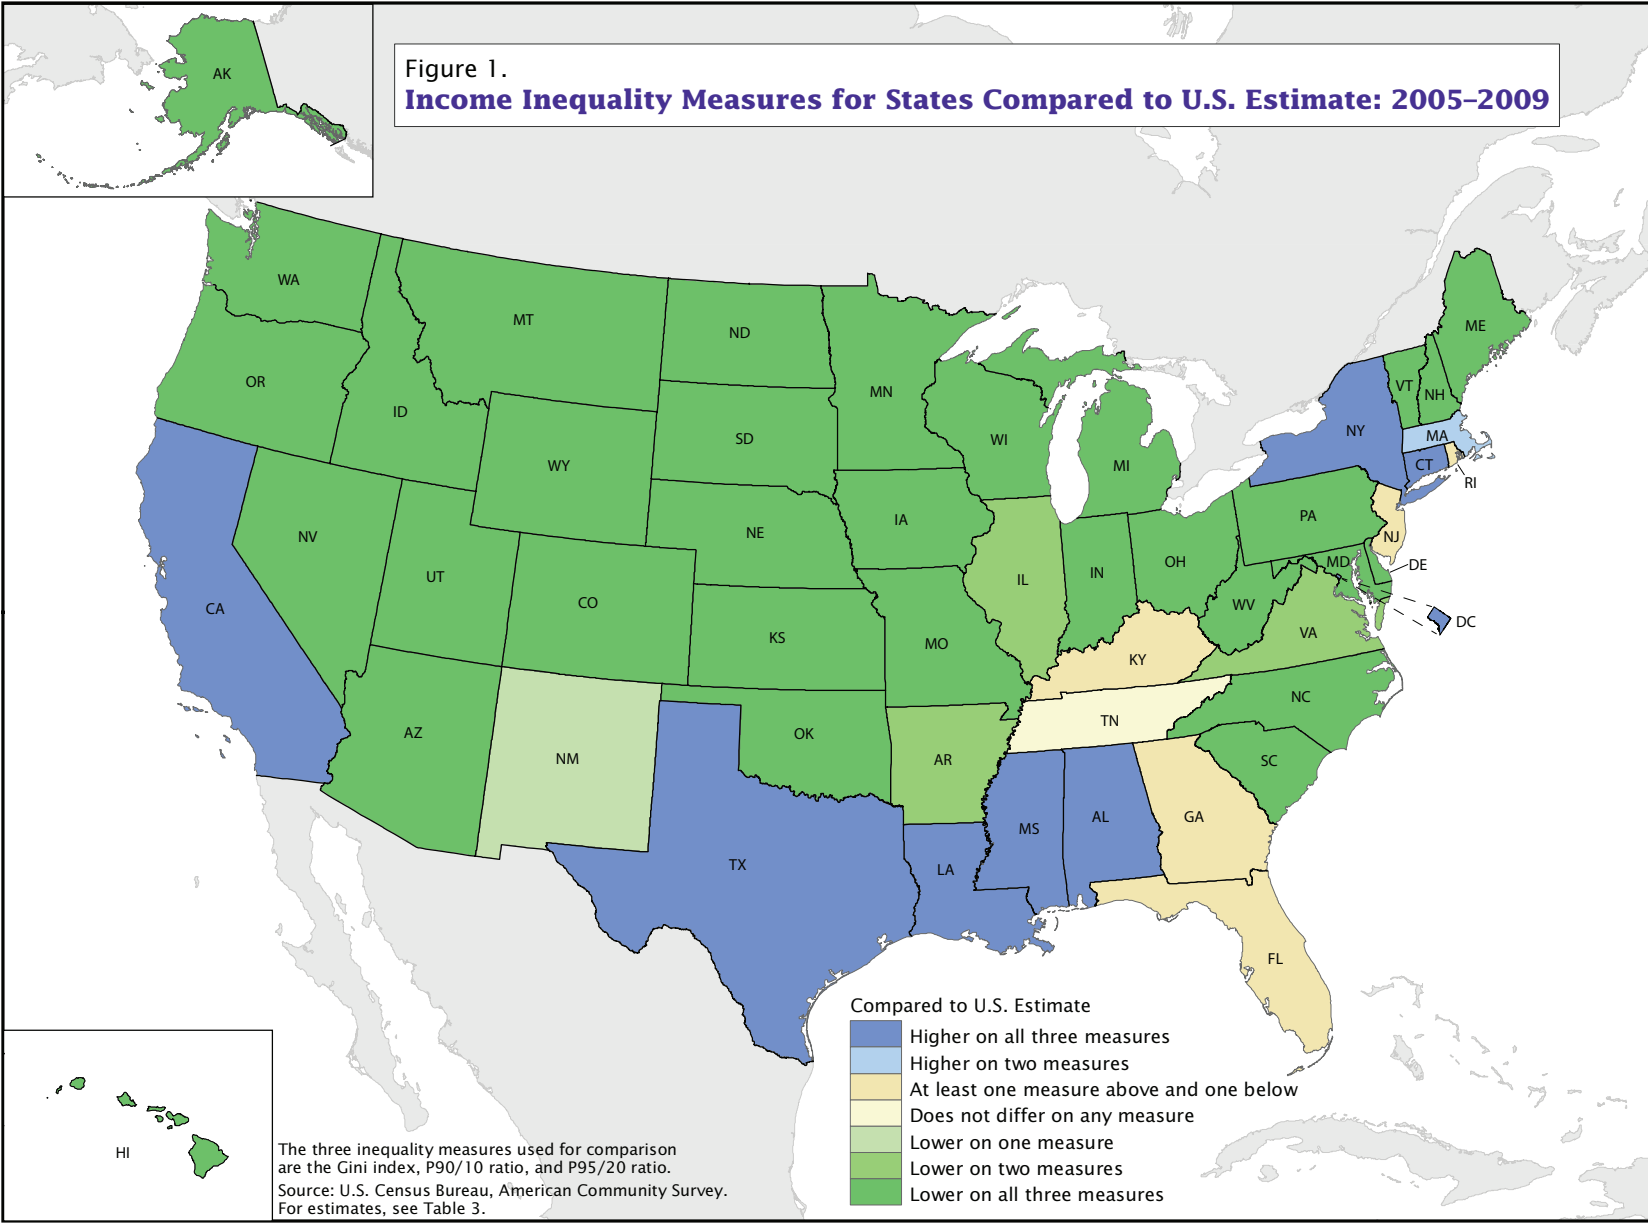 Figure 1.
Income Inequality Measures for States Compared to U.S. Estimate: 2005–2009
AK
WA
MT
ND
ME
OR
ID
MN
VT
NH
SD
WI
NY
MA
WY
MI
CT
RI
NV
NE
IA
PA
NJ
UT
IL
IN
OH
MD
DE
CA
CO
WV
DC
KS
MO
VA
KY
NC
AZ
NM
OK
TN
AR
SC
TX
LA
MS
AL
GA
FL
HI
Compared to U.S. Estimate
Higher on all three measures
Higher on two measures
At least one measure above and one below
Does not differ on any measure
Lower on one measure
Lower on two measures
Lower on all three measures
The three inequality measures used for comparison
are the Gini index, P90/10 ratio, and P95/20 ratio.
Source: U.S. Census Bureau, American Community Survey.
For estimates, see Table 3.